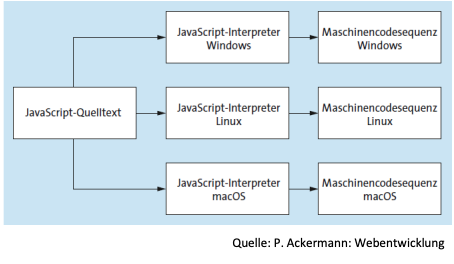 JavaScript-Interpreter
Windows
Maschinencodesequenz
Windows
JavaScript-Quelltext
JavaScript-Interpreter
Linux
Maschinencodesequenz
Linux
JavaScript-Interpreter
macOS
Maschinencodesequenz
macOS
Quelle: P. Ackermann: Webentwicklung